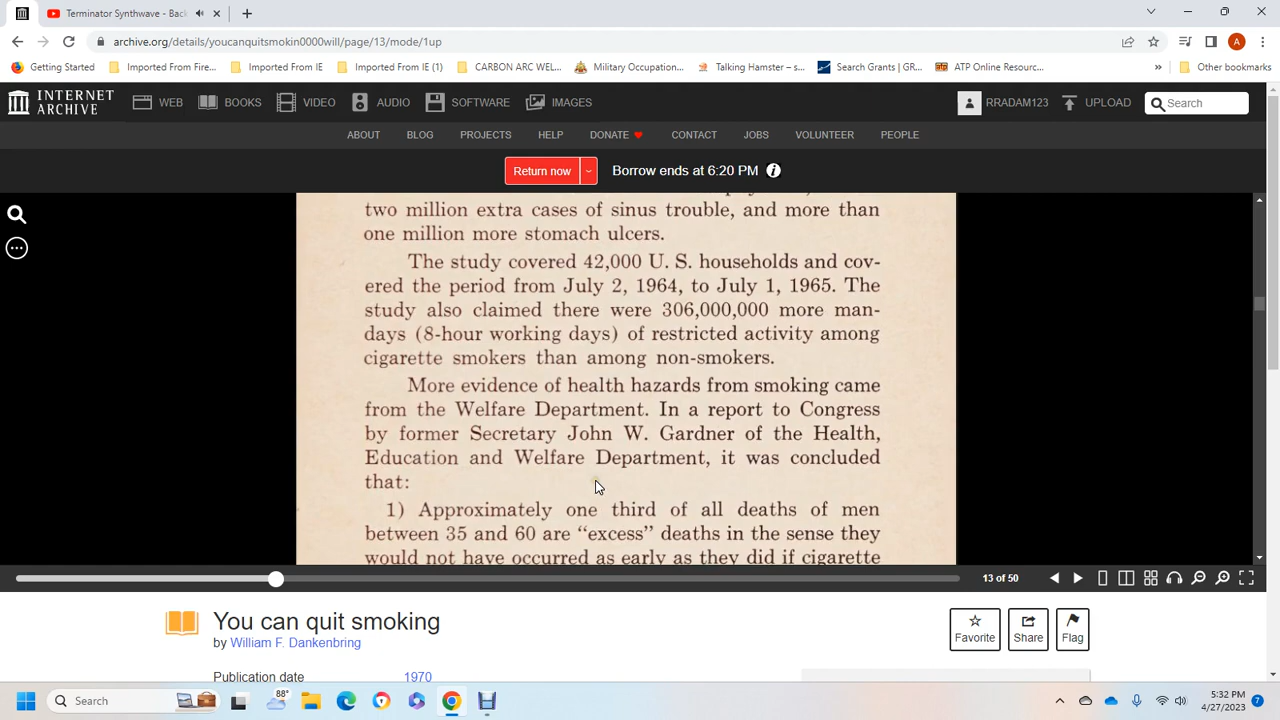 Terminator Synthwave - Bac
archive.org/details/youcanquitsmokin0000will/page/13/mode/1up
A
Getting Started
Imported From Fire...
Imported From IE
Imported From IE (1)
CARBON ARC WEL...
Military Occupation...
Talking Hamster – s...
Search Grants | GR...
ATP Online Resourc...
»
Other bookmarks
INTERNET ARCHIVE
WEB
BOOKS
VIDEO
AUDIO
SOFTWARE
IMAGES
RRADAM123
UPLOAD
Search
ABOUT
BLOG
PROJECTS
HELP
DONATE
CONTACT
JOBS
VOLUNTEER
PEOPLE
Return now
Borrow ends at 6:20 PM
two million extra cases of sinus trouble, and more than
one million more stomach ulcers.
The study covered 42,000 U. S. households and cov-
ered the period from July 2, 1964, to July 1, 1965. The
study also claimed there were 306,000,000 more man-
days (8-hour working days) of restricted activity among
cigarette smokers than among non-smokers.
More evidence of health hazards from smoking came
from the Welfare Department. In a report to Congress
by former Secretary John W. Gardner of the Health,
Education and Welfare Department, it was concluded
that:
1) Approximately one third of all deaths of men
between 35 and 60 are “excess” deaths in the sense they
would not have occurred as early as they did if cigarette
13 of 50
You can quit smoking
by William F. Dankenbring
Favorite
Share
Flag
Publication date 1970
Search
88°
5:32 PM
4/27/2023
7